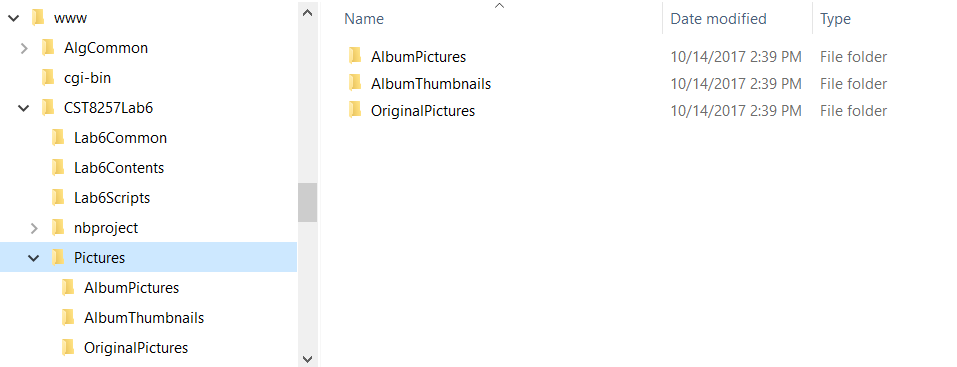 www
AlgCommon
cgi-bin
CST8257Lab6
Lab6Common
Lab6Contents
Lab6Scripts
nbproject
Pictures
AlbumPictures
AlbumThumbnails
OriginalPictures
Name Date modified Type
AlbumPictures 10/14/2017 2:39 PM File folder
AlbumThumbnails 10/14/2017 2:39 PM File folder
OriginalPictures 10/14/2017 2:39 PM File folder